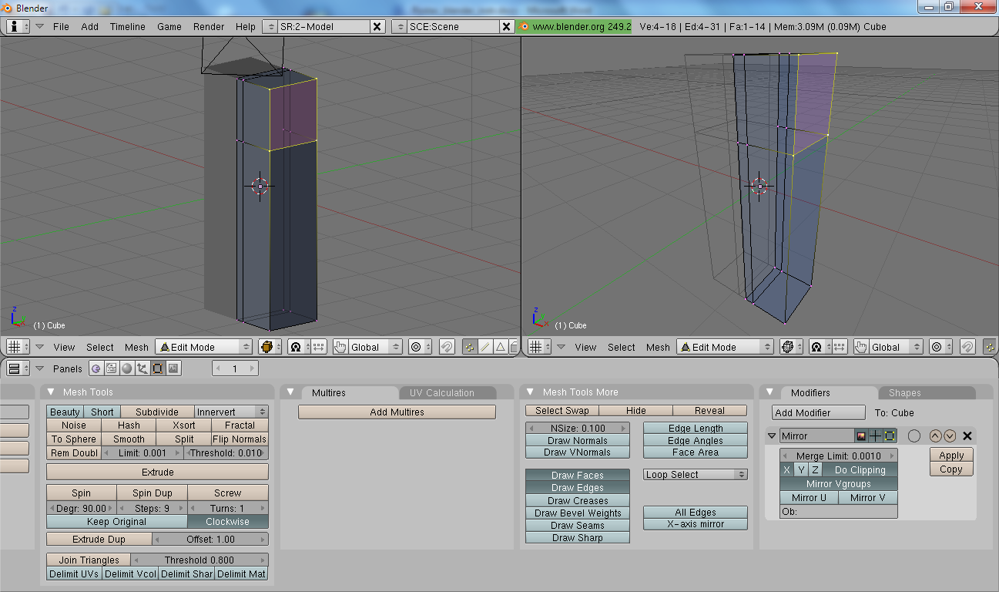 Blender
File Add Timeline Game Render Help SR:2-Model SCE:Scene www.blender.org 249.2 Ve:4-18 | Ed:4-31 | Fa:1-14 | Mem:3.09M (0.09M) Cube
z x (1) Cube
z x (1) Cube
View Select Mesh Edit Mode Global
View Select Mesh Edit Mode Global
Panels 1
Mesh Tools
Beauty Short Subdivide Innervert
Noise Hash Xsort Fractal
To Sphere Smooth Split Flip Normals
Rem Doubl Limit: 0.001 Threshold: 0.010
Extrude
Spin Spin Dup Screw
Degr: 90.00 Steps: 9 Turns: 1
Keep Original Clockwise
Extrude Dup Offset: 1.00
Join Triangles Threshold 0.800
Delimit UVs Delimit Vcol Delimit Shar Delimit Mat
Multires UV Calculation
Add Multires
Mesh Tools More
Select Swap Hide Reveal
NSize: 0.100 Edge Length
Draw Normals Edge Angles
Draw VNormals Face Area
Draw Faces Loop Select
Draw Edges
Draw Creases
Draw Bevel Weights All Edges
Draw Seams X-axis mirror
Draw Sharp
Modifiers Shapes
Add Modifier To: Cube
Mirror
Merge Limit: 0.0010 Apply
X Y Z Do Clipping Copy
Mirror Vgroups
Mirror U Mirror V
Ob: